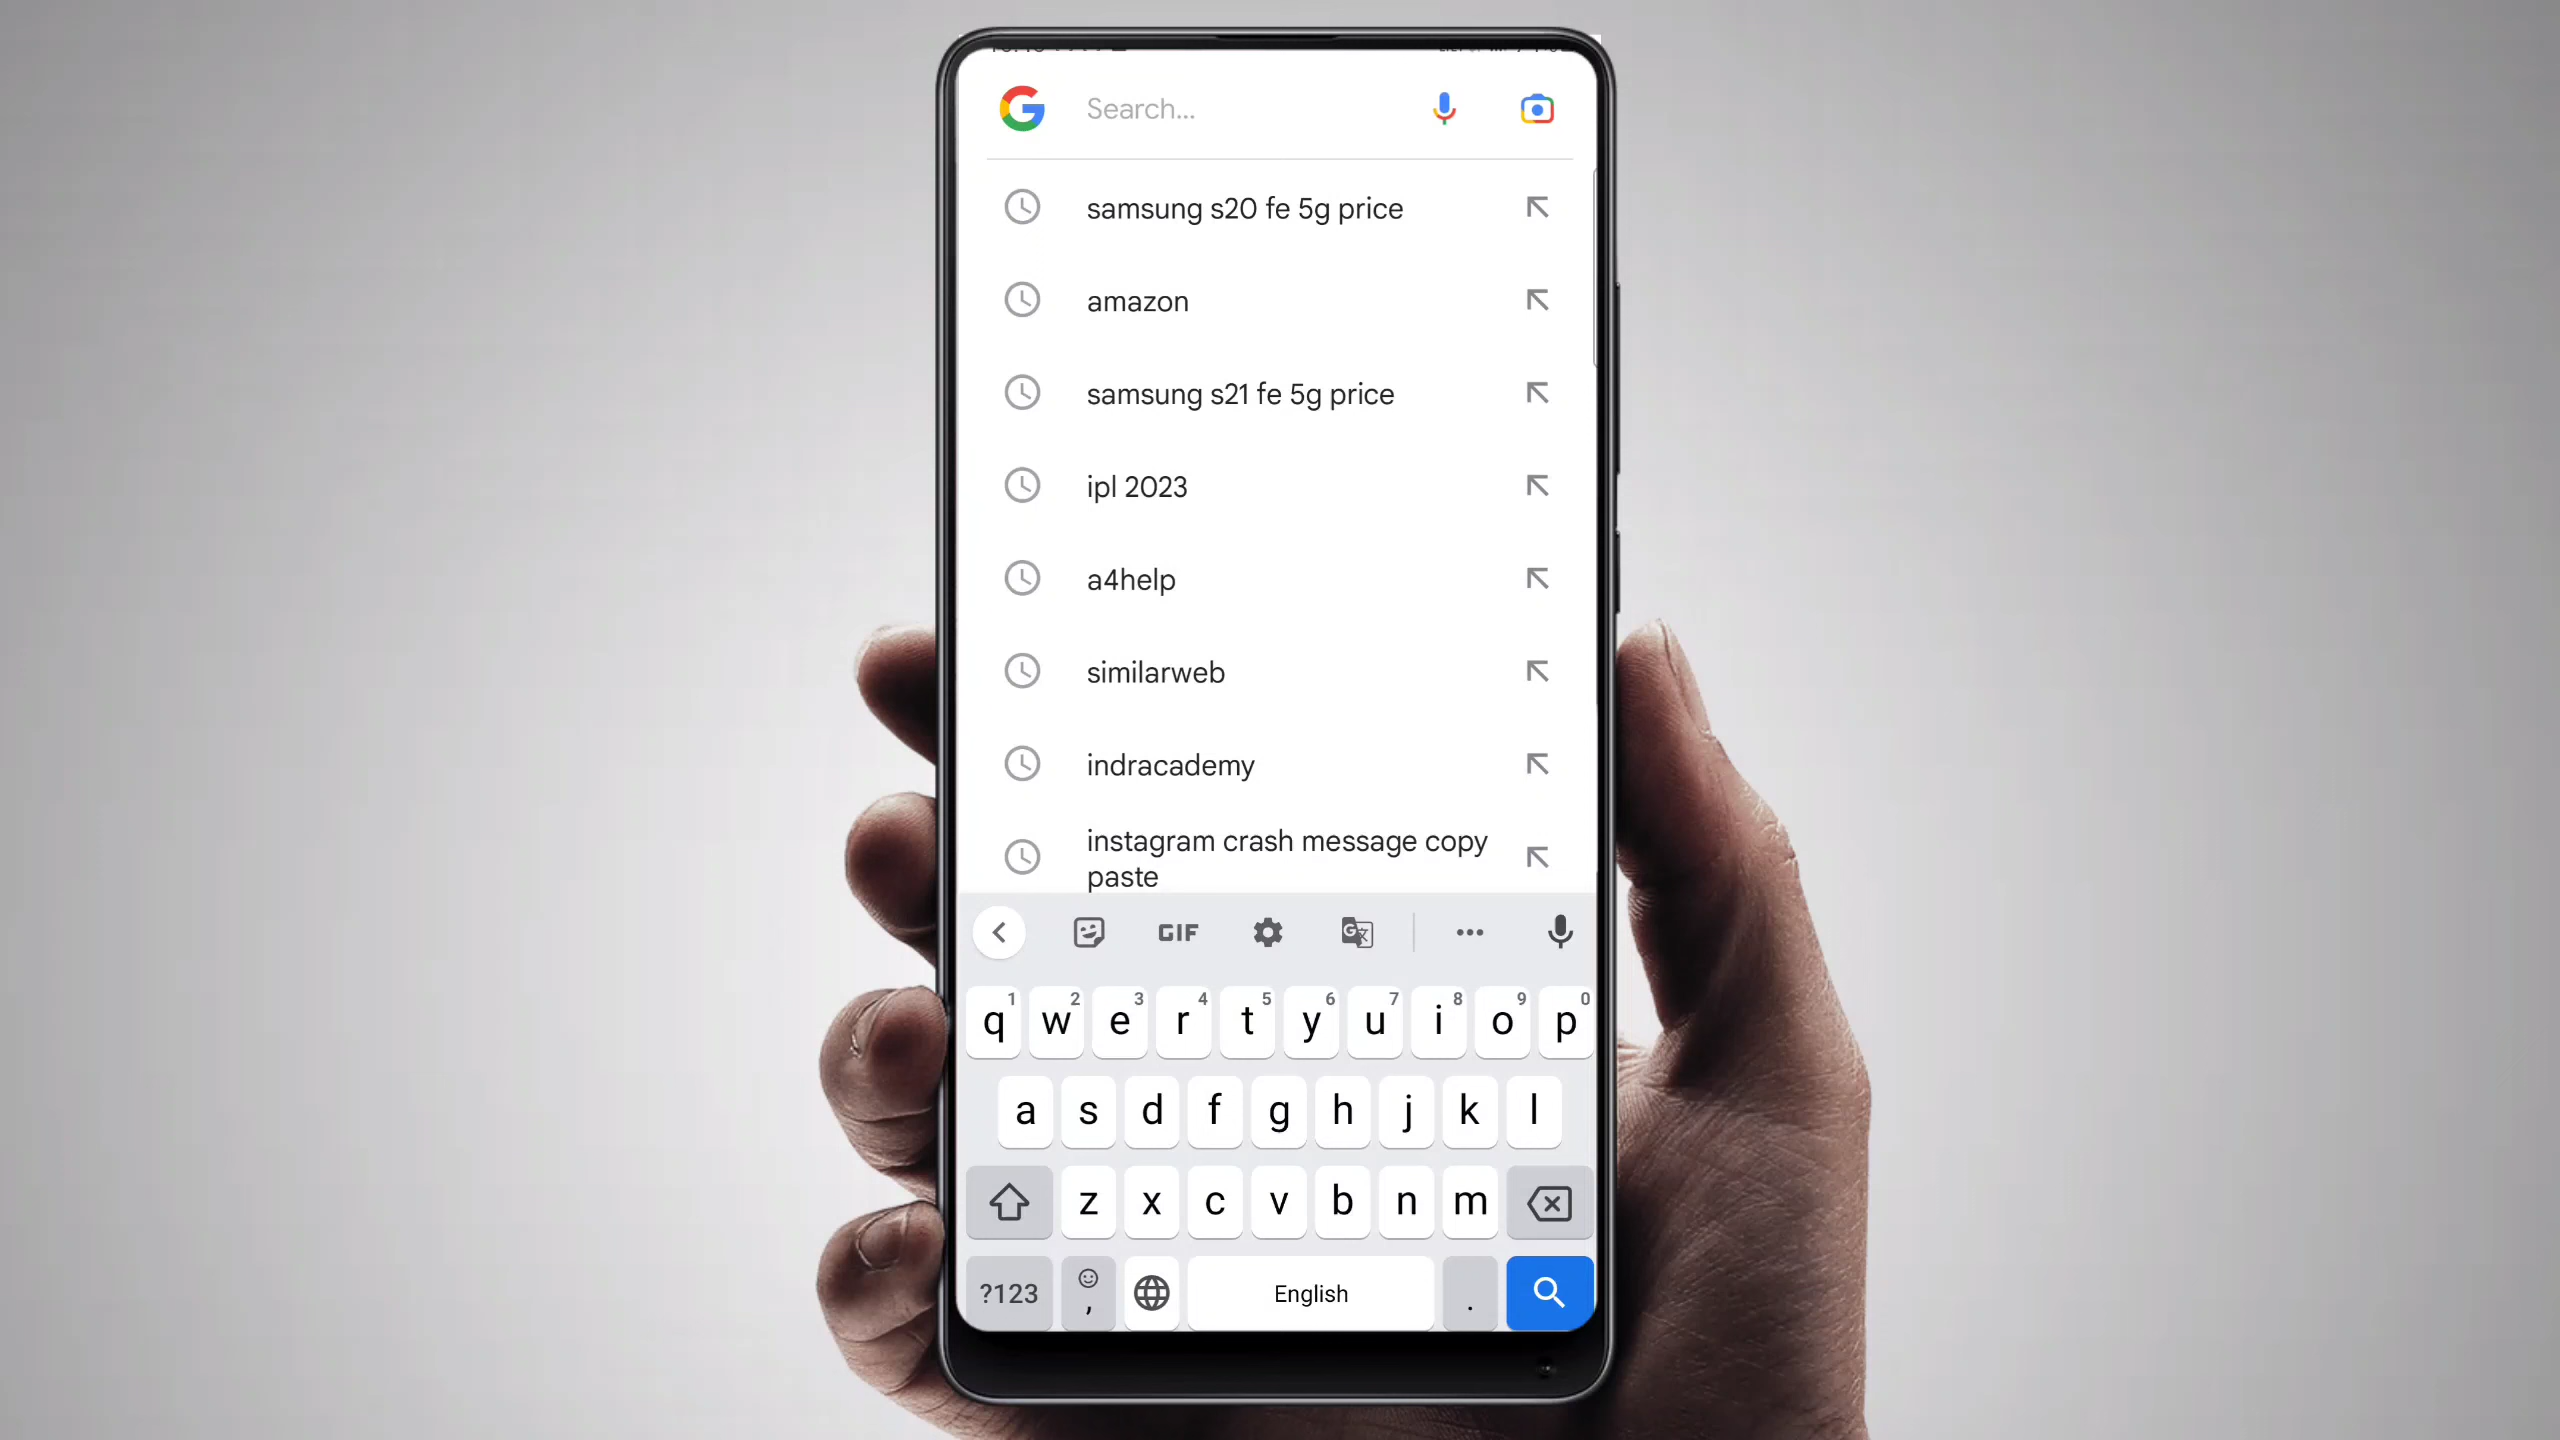 Search...
samsung s20 fe 5g price
amazon
samsung s21 fe 5g price
ipl 2023
a4help
similarweb
indracademy
instagram crash message copy
paste
GIF
1 2 3 4 5 6 7 8 9 0
q w e r t y u i o p
a s d f g h j k l
z x c v b n m
?123 , English .